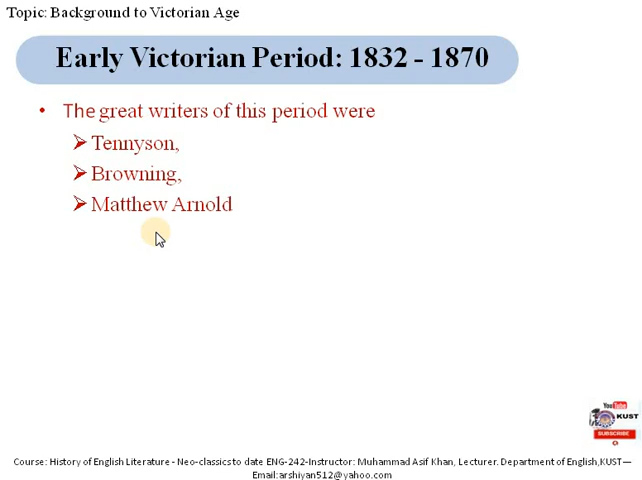 Topic: Background to Victorian Age
Early Victorian Period: 1832 - 1870
• The great writers of this period were
➢ Tennyson,
➢ Browning,
➢ Matthew Arnold
YouTube
KUST
SUBSCRIBE
Course: History of English Literature - Neo-classics to date ENG-242-Instructor: Muhammad Asif Khan, Lecturer. Department of English,KUST—
Email:arshiyan512@yahoo.com